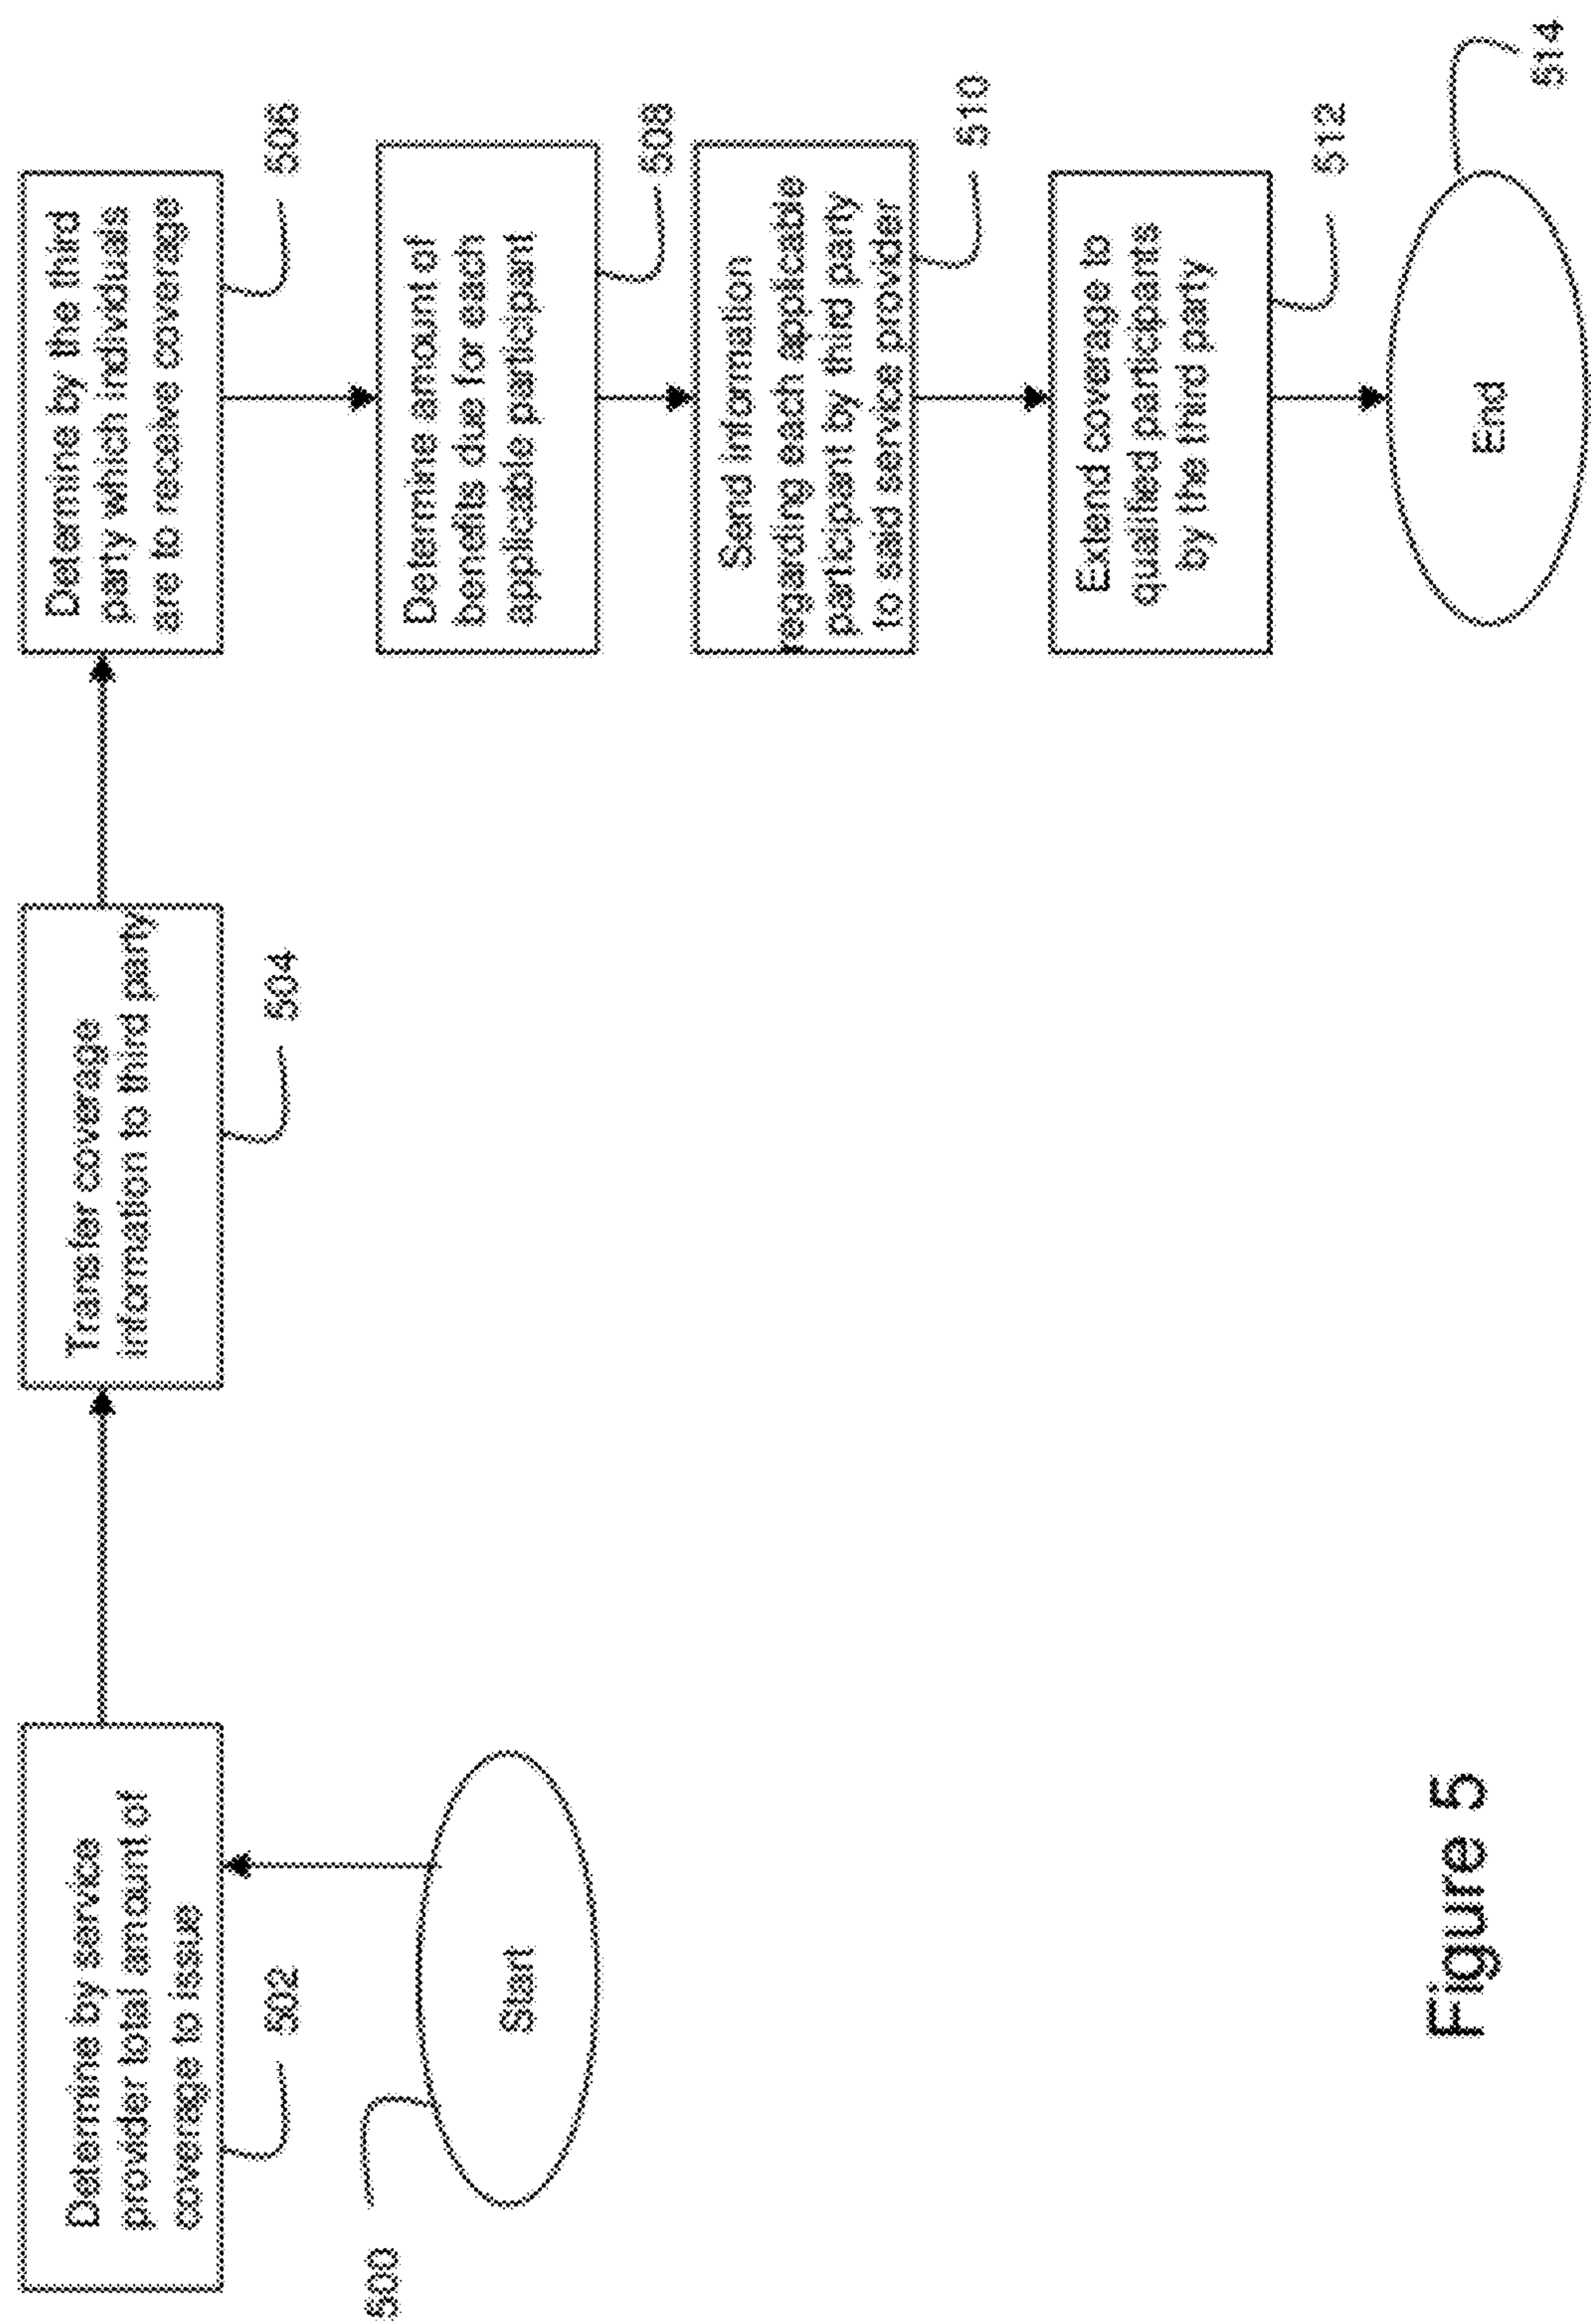 500
Start
Determine by service
provider total amount of
coverage to issue
502
Transfer coverage
information to third party
504
Determine by the third
party which individuals
are to receive coverage
506
Determine amount of
benefits due for each
applicable participant
508
Send information
regarding each applicable
participant by third party
to said service provider
510
Extend coverage to
qualified participants
by the third party
512
End
514
Figure 5